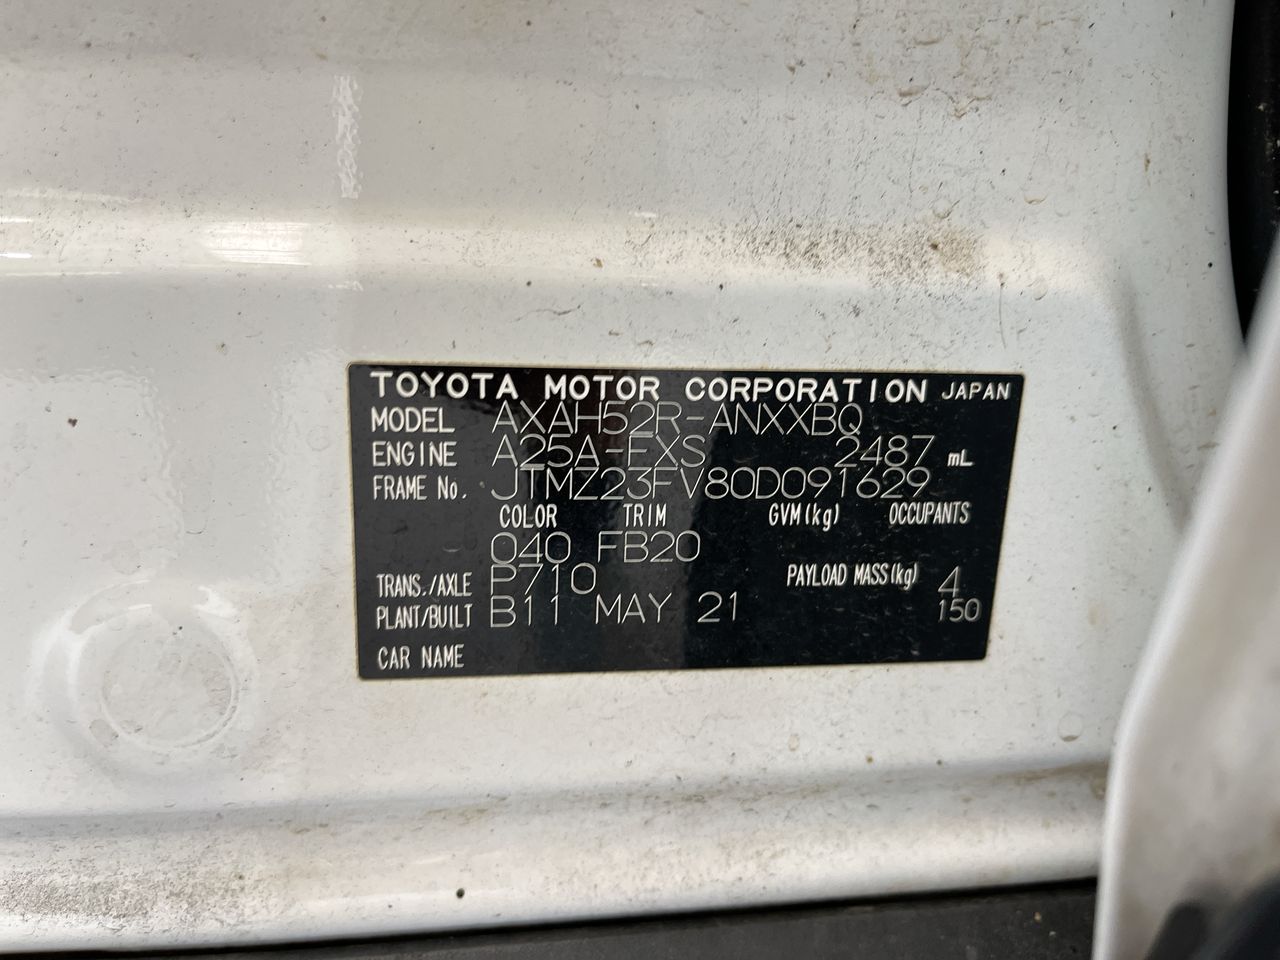 TOYOTA MOTOR CORPORATION JAPAN
MODEL AXAH52R-ANXXBQ
ENGINE A25A-FXS 2487 mL
FRAME No. JTMZ23FV80D091629
COLOR TRIM GVM(kg) OCCUPANTS
040 FB20
TRANS./AXLE P710 PAYLOAD MASS(kg) 4
PLANT/BUILT B11 MAY 21 150
CAR NAME